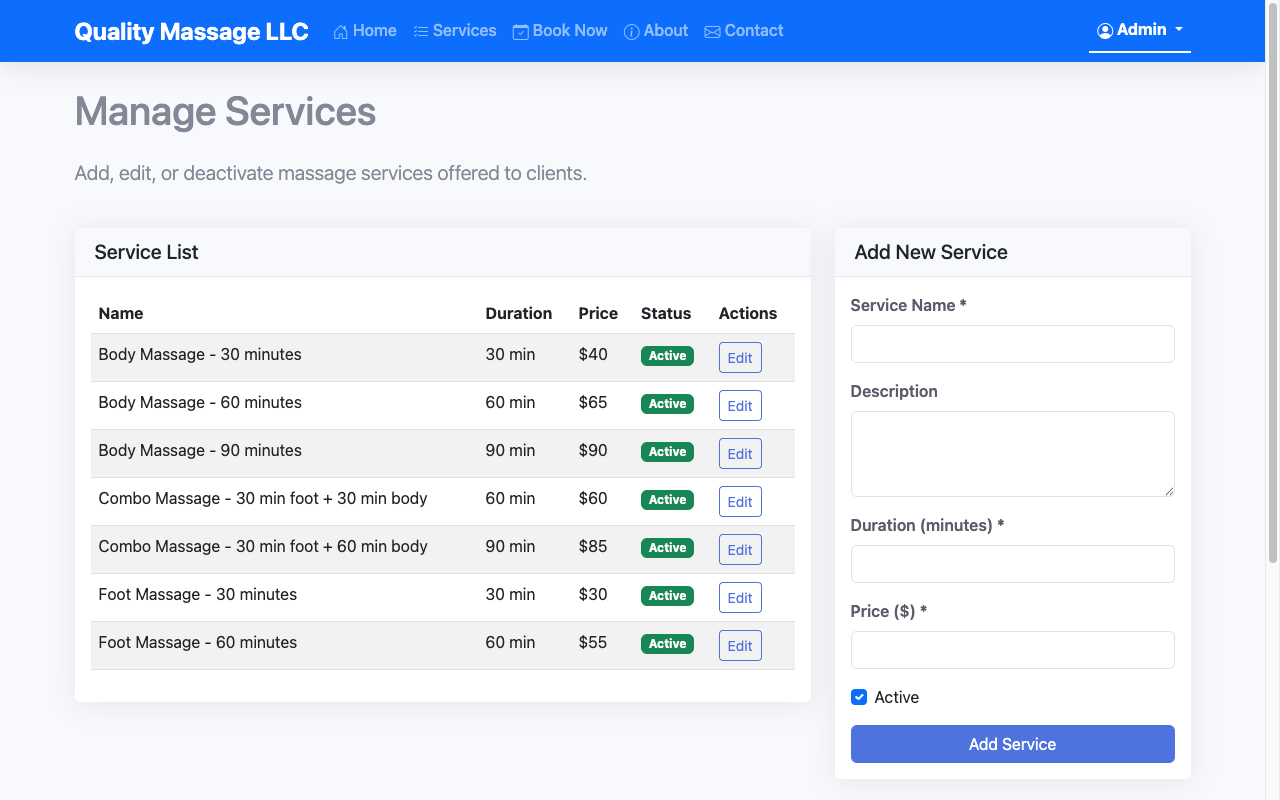 Quality Massage LLC Home Services Book Now About Contact Admin
Manage Services
Add, edit, or deactivate massage services offered to clients.
Service List
Name Duration Price Status Actions
Body Massage - 30 minutes 30 min $40 Active Edit
Body Massage - 60 minutes 60 min $65 Active Edit
Body Massage - 90 minutes 90 min $90 Active Edit
Combo Massage - 30 min foot + 30 min body 60 min $60 Active Edit
Combo Massage - 30 min foot + 60 min body 90 min $85 Active Edit
Foot Massage - 30 minutes 30 min $30 Active Edit
Foot Massage - 60 minutes 60 min $55 Active Edit
Add New Service
Service Name *
Description
Duration (minutes) *
Price ($) *
Active
Add Service